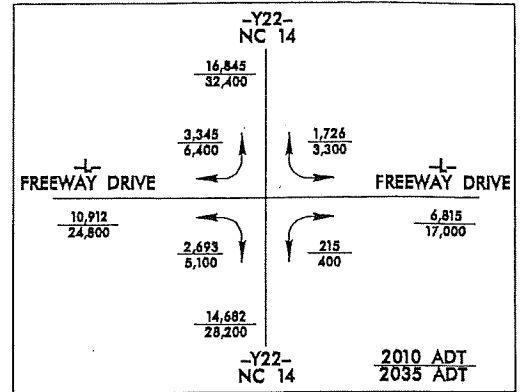 -Y22-
NC 14
16,845
32,400
3,345
6,400
1,726
3,300
-L-
FREEWAY DRIVE
-L-
FREEWAY DRIVE
10,912
24,800
6,815
17,000
2,693
5,100
215
400
14,682
28,200
-Y22-
NC 14
2010 ADT
2035 ADT